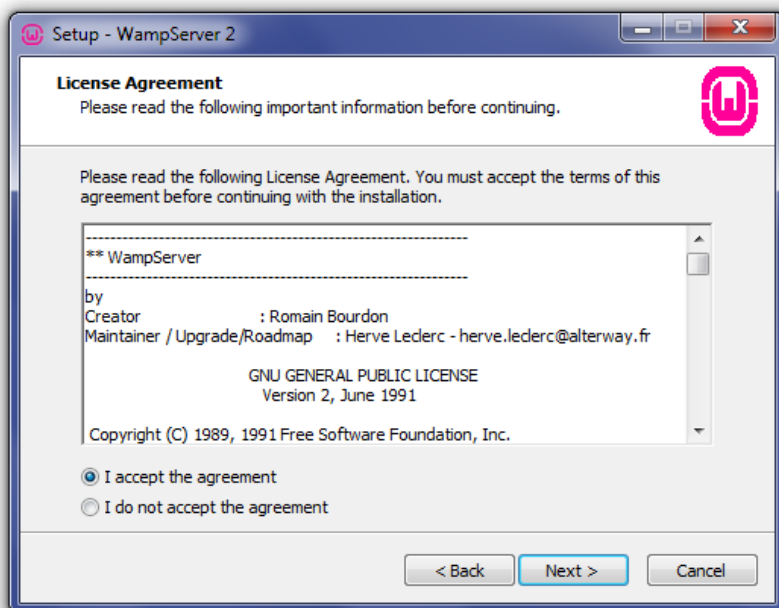 Setup - WampServer 2
License Agreement
Please read the following important information before continuing.
Please read the following License Agreement. You must accept the terms of this
agreement before continuing with the installation.
----------------------------------------------------------------
** WampServer
----------------------------------------------------------------
by
Creator : Romain Bourdon
Maintainer / Upgrade/Roadmap : Herve Leclerc - herve.leclerc@alterway.fr
GNU GENERAL PUBLIC LICENSE
Version 2, June 1991
Copyright (C) 1989, 1991 Free Software Foundation, Inc.
I accept the agreement
I do not accept the agreement
< Back Next > Cancel